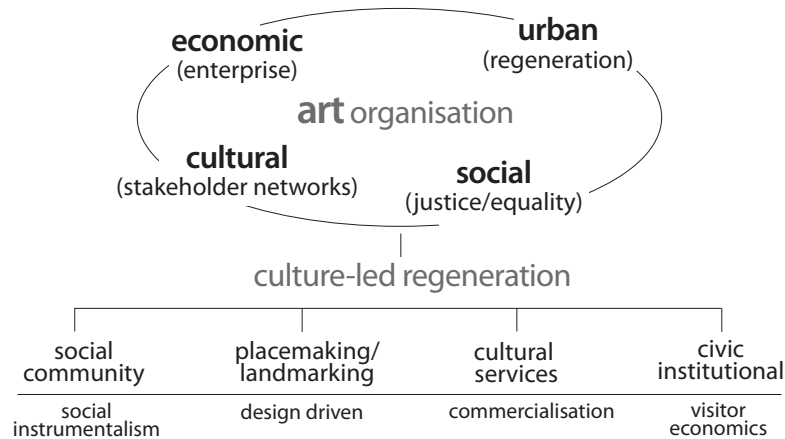 economic
(enterprise)
urban
(regeneration)
art organisation
cultural
(stakeholder networks)
social
(justice/equality)
culture-led regeneration
social
community
placemaking/
landmarking
cultural
services
civic
institutional
social
instrumentalism
design driven
commercialisation
visitor
economics